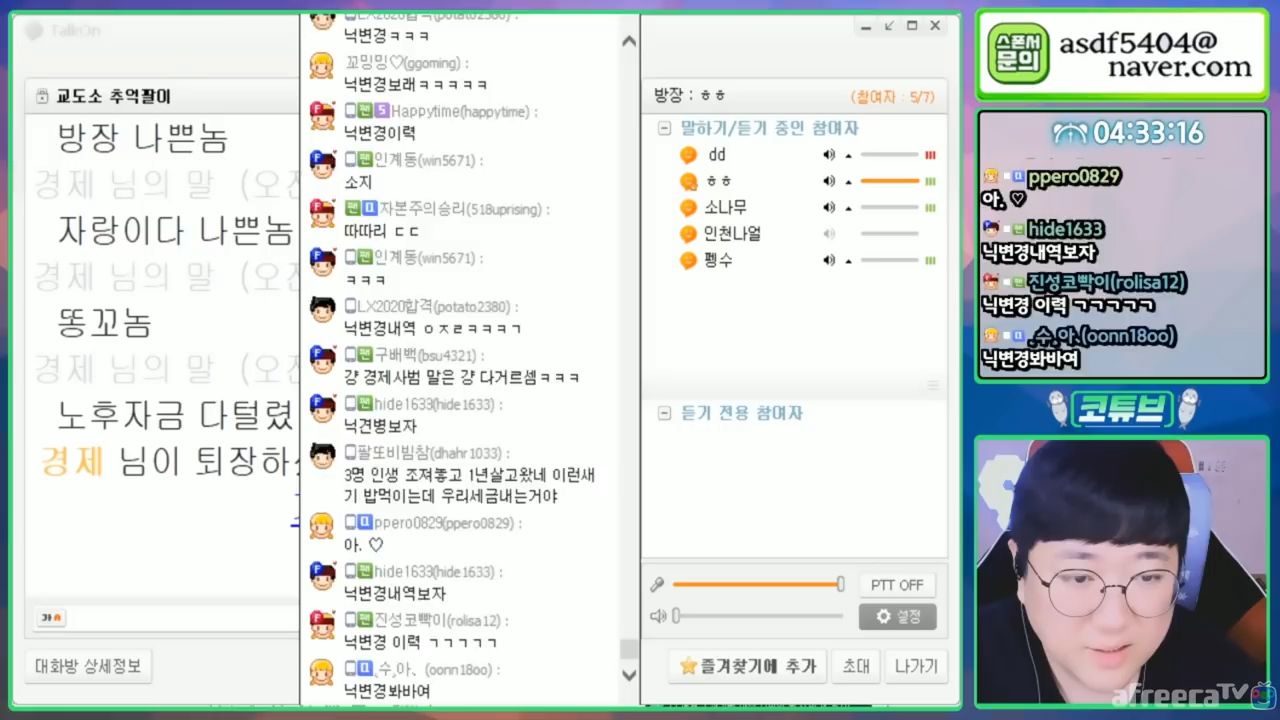 TalkOn
교도소 추억팔이
방장 나쁜놈
경제 님의 말 (오전
자랑이다 나쁜놈
경제 님의 말 (오
똥꼬놈
경제 님의 말 (오
노후자금 다털렸
경제 님이 퇴장하
가
대화방 상세정보
LX2020합격(potato2380) :
닉변경ㅋㅋㅋ
꼬밍밍♡(ggoming) :
닉변경보래ㅋㅋㅋㅋㅋ
팬 5 Happytime(happytime) :
닉변경이력
팬 인계동(win5671) :
소지
팬 자본주의승리(518uprising) :
따따리 ㄷㄷ
팬 인계동(win5671) :
ㅋㅋㅋ
LX2020합격(potato2380) :
닉변경내역 ㅇㅈㄹㅋㅋㅋㄱ
팬 구배백(bsu4321) :
걍 경제사범 말은 걍 다거르셈ㅋㅋㅋ
팬 hide1633(hide1633) :
닉견병보자
팔또비빔참(dhahr1033) :
3명 인생 조져놓고 1년살고왔네 이런새
기 밥먹이는데 우리세금내는거야
ppero0829(ppero0829) :
아. ♡
팬 hide1633(hide1633) :
닉변경내역보자
팬 진성코빡이(rolisa12) :
닉변경 이력 ㄱㄱㄱㄱㄱ
.수.아.(oonn18oo) :
닉변경봐바여
방장 : ㅎㅎ
(참여자 : 5/7)
말하기/듣기 중인 참여자
dd
ㅎㅎ
소나무
인천나얼
펭수
듣기 전용 참여자
PTT OFF
설정
즐겨찾기에 추가
초대
나가기
스폰서
문의
asdf5404@
naver.com
04:33:16
ppero0829
아. ♡
팬 hide1633
닉변경내역보자
팬 진성코빡이(rolisa12)
닉변경 이력 ㄱㄱㄱㄱㄱ
.수.아.(oonn18oo)
닉변경봐바여
코튜브
afreecaTV